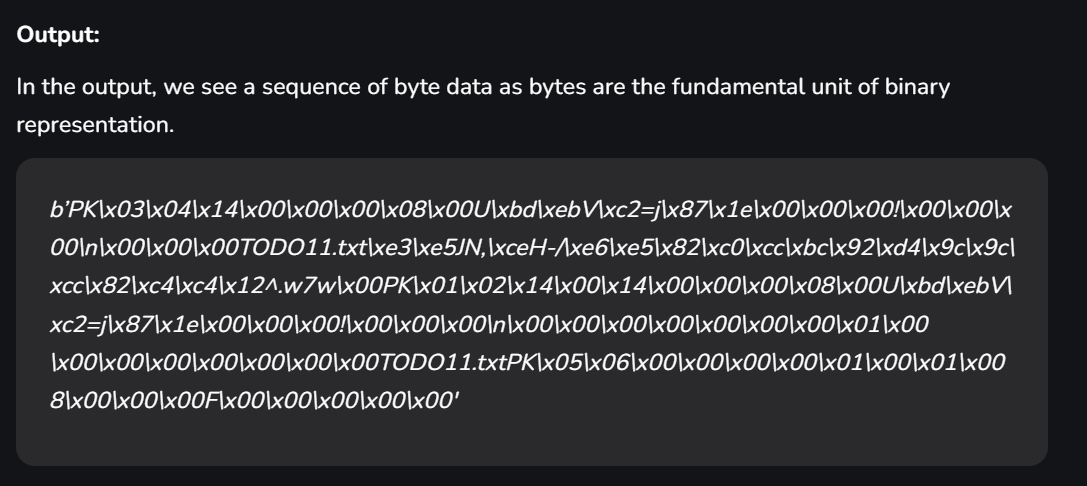 Output:
In the output, we see a sequence of byte data as bytes are the fundamental unit of binary
representation.
b’PK\x03\x04\x14\x00\x00\x00\x08\x00U\xbd\xebV\xc2=j\x87\x1e\x00\x00\x00!\x00\x00\x
00\n\x00\x00\x00TODO11.txt\xe3\xe5JN,\xceH-/\xe6\xe5\x82\xc0\xcc\xbc\x92\xd4\x9c\x9c\
xcc\x82\xc4\xc4\x12^.w7w\x00PK\x01\x02\x14\x00\x14\x00\x00\x00\x08\x00U\xbd\xebV\
xc2=j\x87\x1e\x00\x00\x00!\x00\x00\x00\n\x00\x00\x00\x00\x00\x00\x00\x01\x00
\x00\x00\x00\x00\x00\x00\x00TODO11.txtPK\x05\x06\x00\x00\x00\x00\x01\x00\x01\x00
8\x00\x00\x00F\x00\x00\x00\x00\x00'